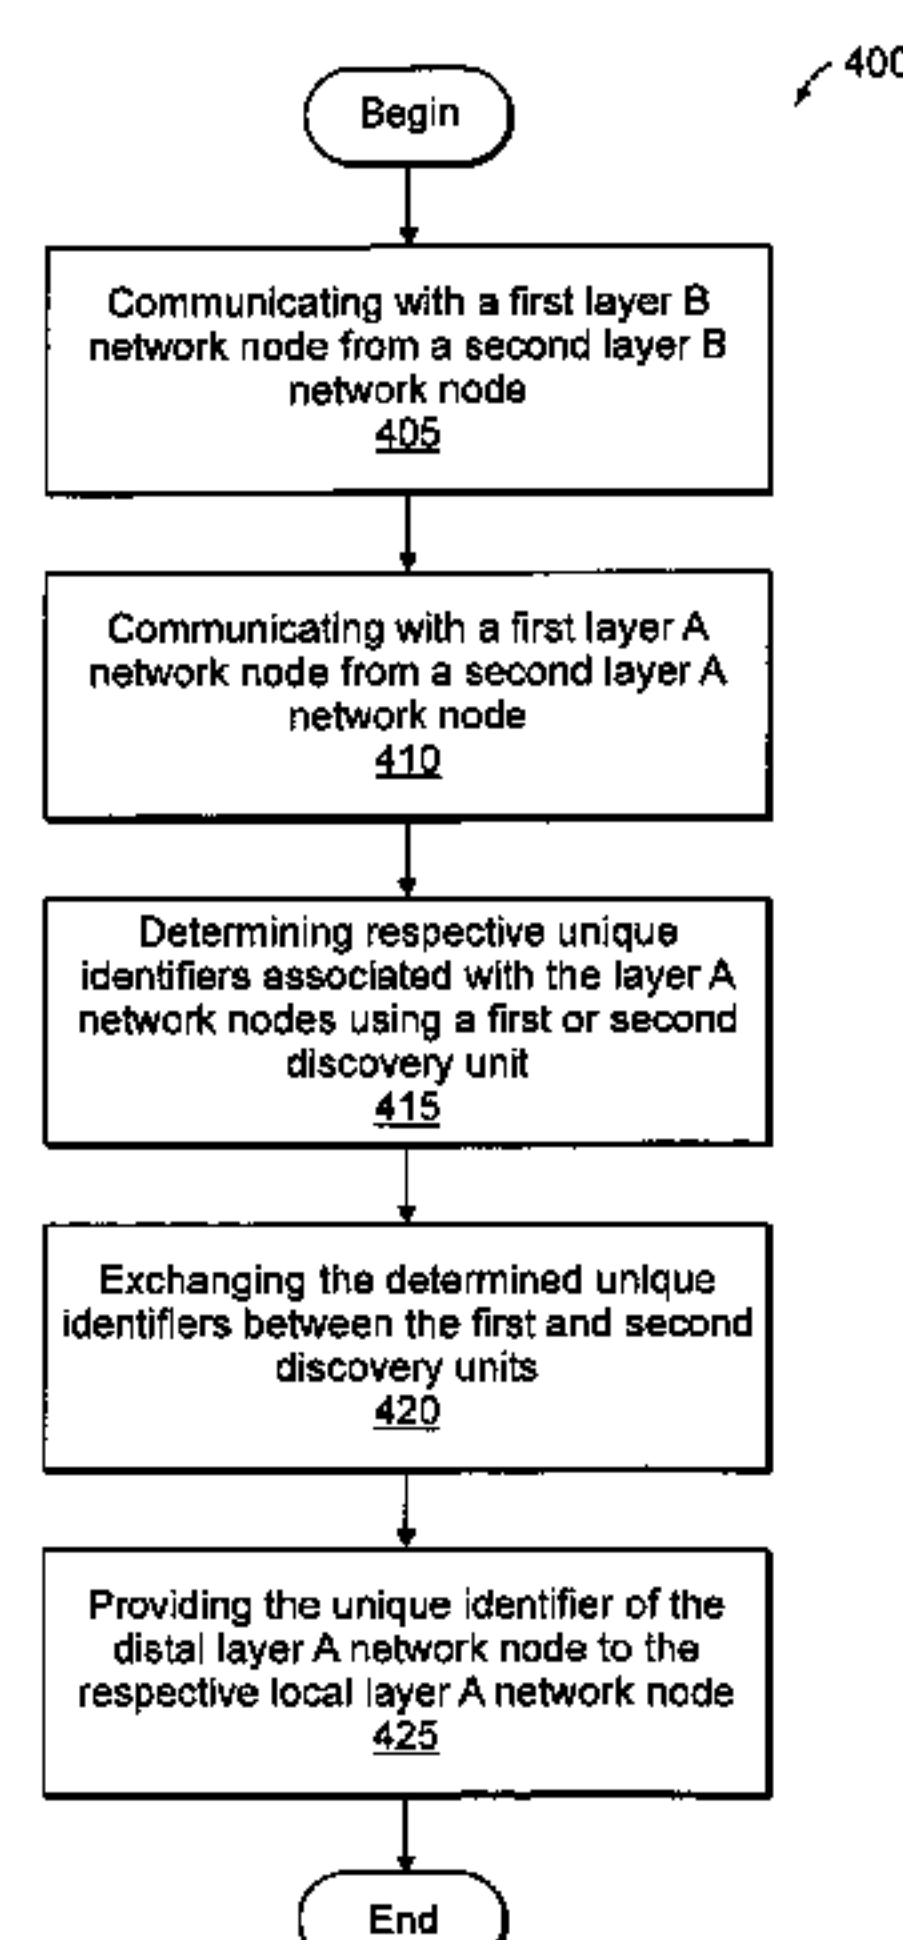 400
Begin
Communicating with a first layer B
network node from a second layer B
network node
405
Communicating with a first layer A
network node from a second layer A
network node
410
Determining respective unique
identifiers associated with the layer A
network nodes using a first or second
discovery unit
415
Exchanging the determined unique
identifiers between the first and second
discovery units
420
Providing the unique identifier of the
distal layer A network node to the
respective local layer A network node
425
End